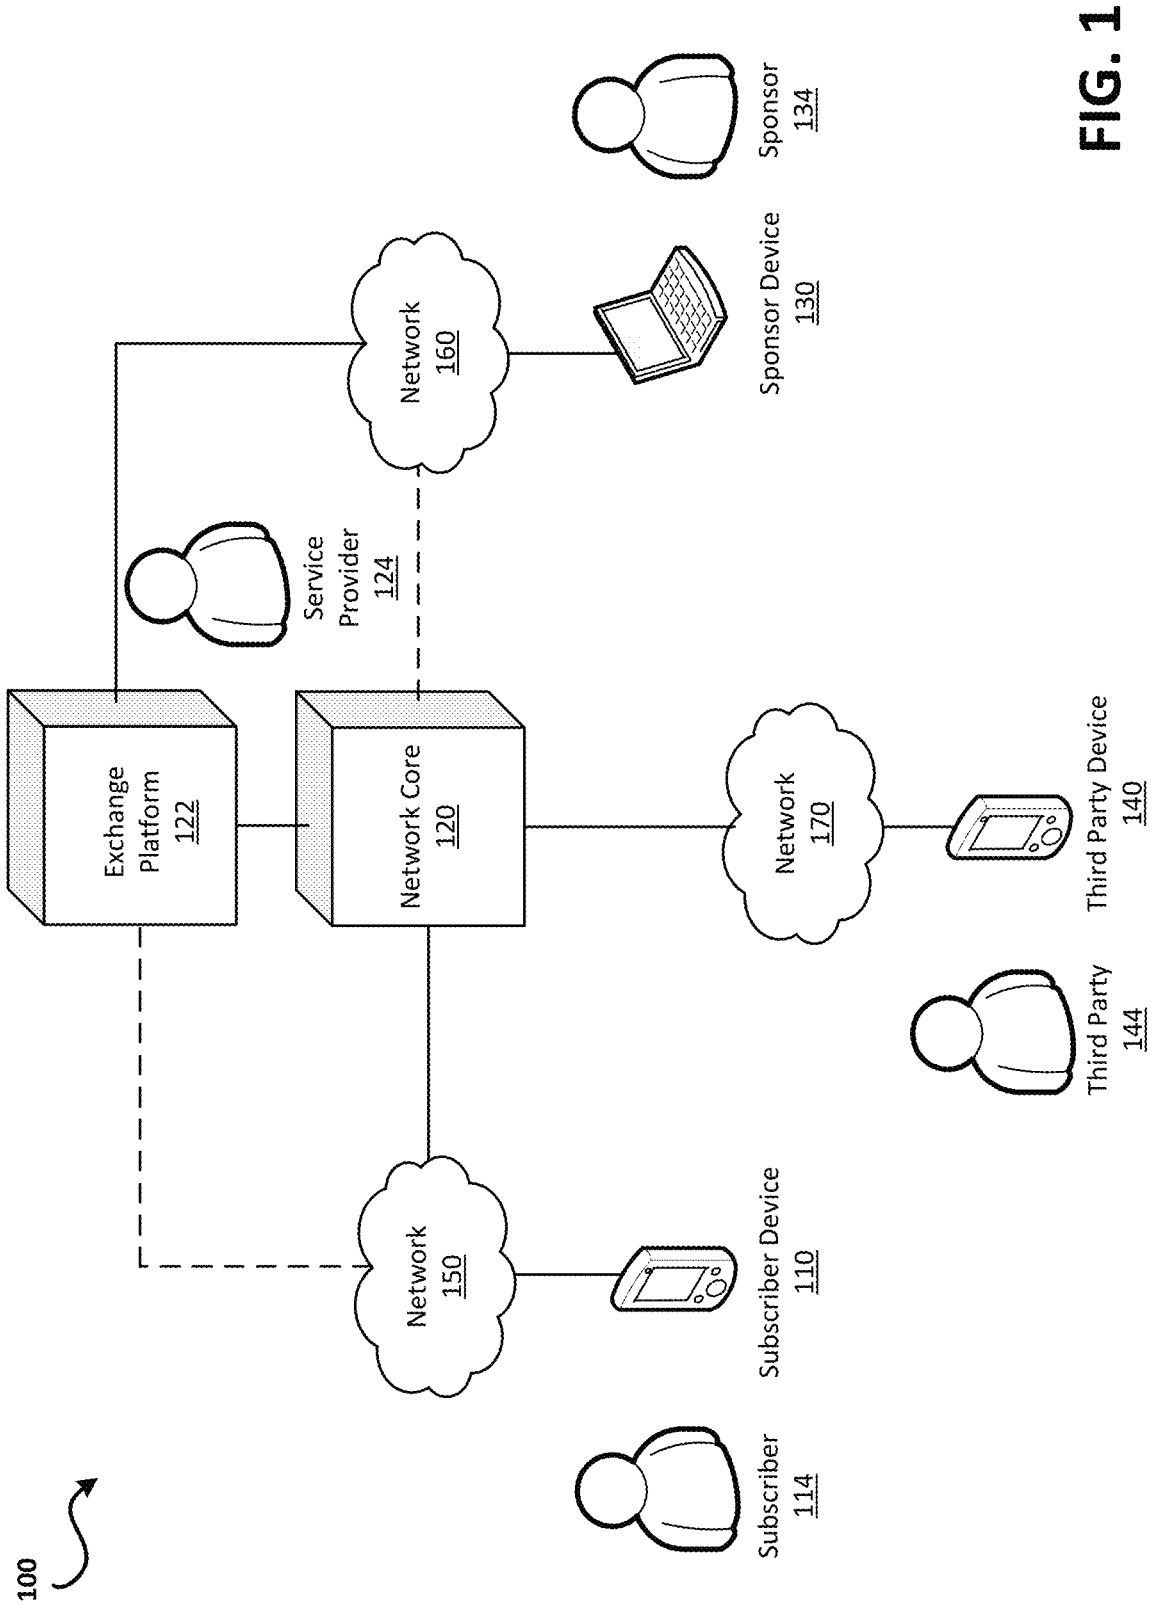 100
Exchange
Platform
122
Service
Provider
124
Network Core
120
Network
150
Network
160
Subscriber
114
Subscriber Device
110
Sponsor Device
130
Sponsor
134
Network
170
Third Party
144
Third Party Device
140
FIG. 1